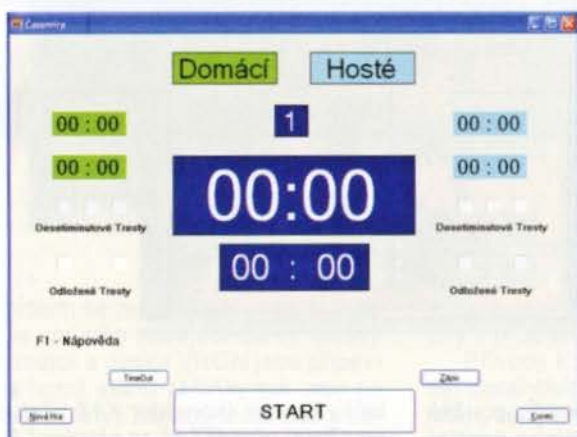 Časomíra
Domácí Hosté
1
00 : 00
00 : 00
00 : 00
00 : 00
00:00
00 : 00
Desetiminutové Tresty
Desetiminutové Tresty
Odložené Tresty
Odložené Tresty
F1 - Nápověda
TimeOut
Zápis
Nová Hra
START
Konec